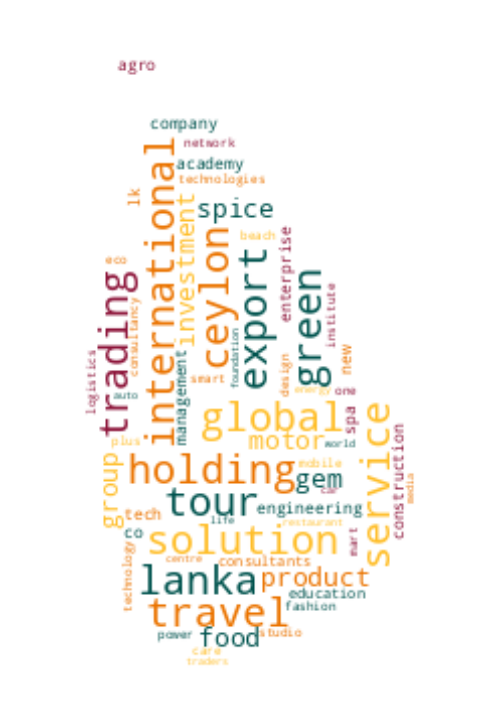 agro
company
network
academy
technologies
lk
international
investment
spice
ceylon
beach
enterprise
export
eco
trading
consultancy
green
institute
foundation
logistics
management
smart
design
new
auto
energy
one
global
spa
service
plus
motor
world
construction
group
holding
mobile
gem
car
media
tour
engineering
tech
life
restaurant
co
solution
mart
technology
centre
consultants
lanka
product
education
travel
fashion
power
food
studio
care
traders